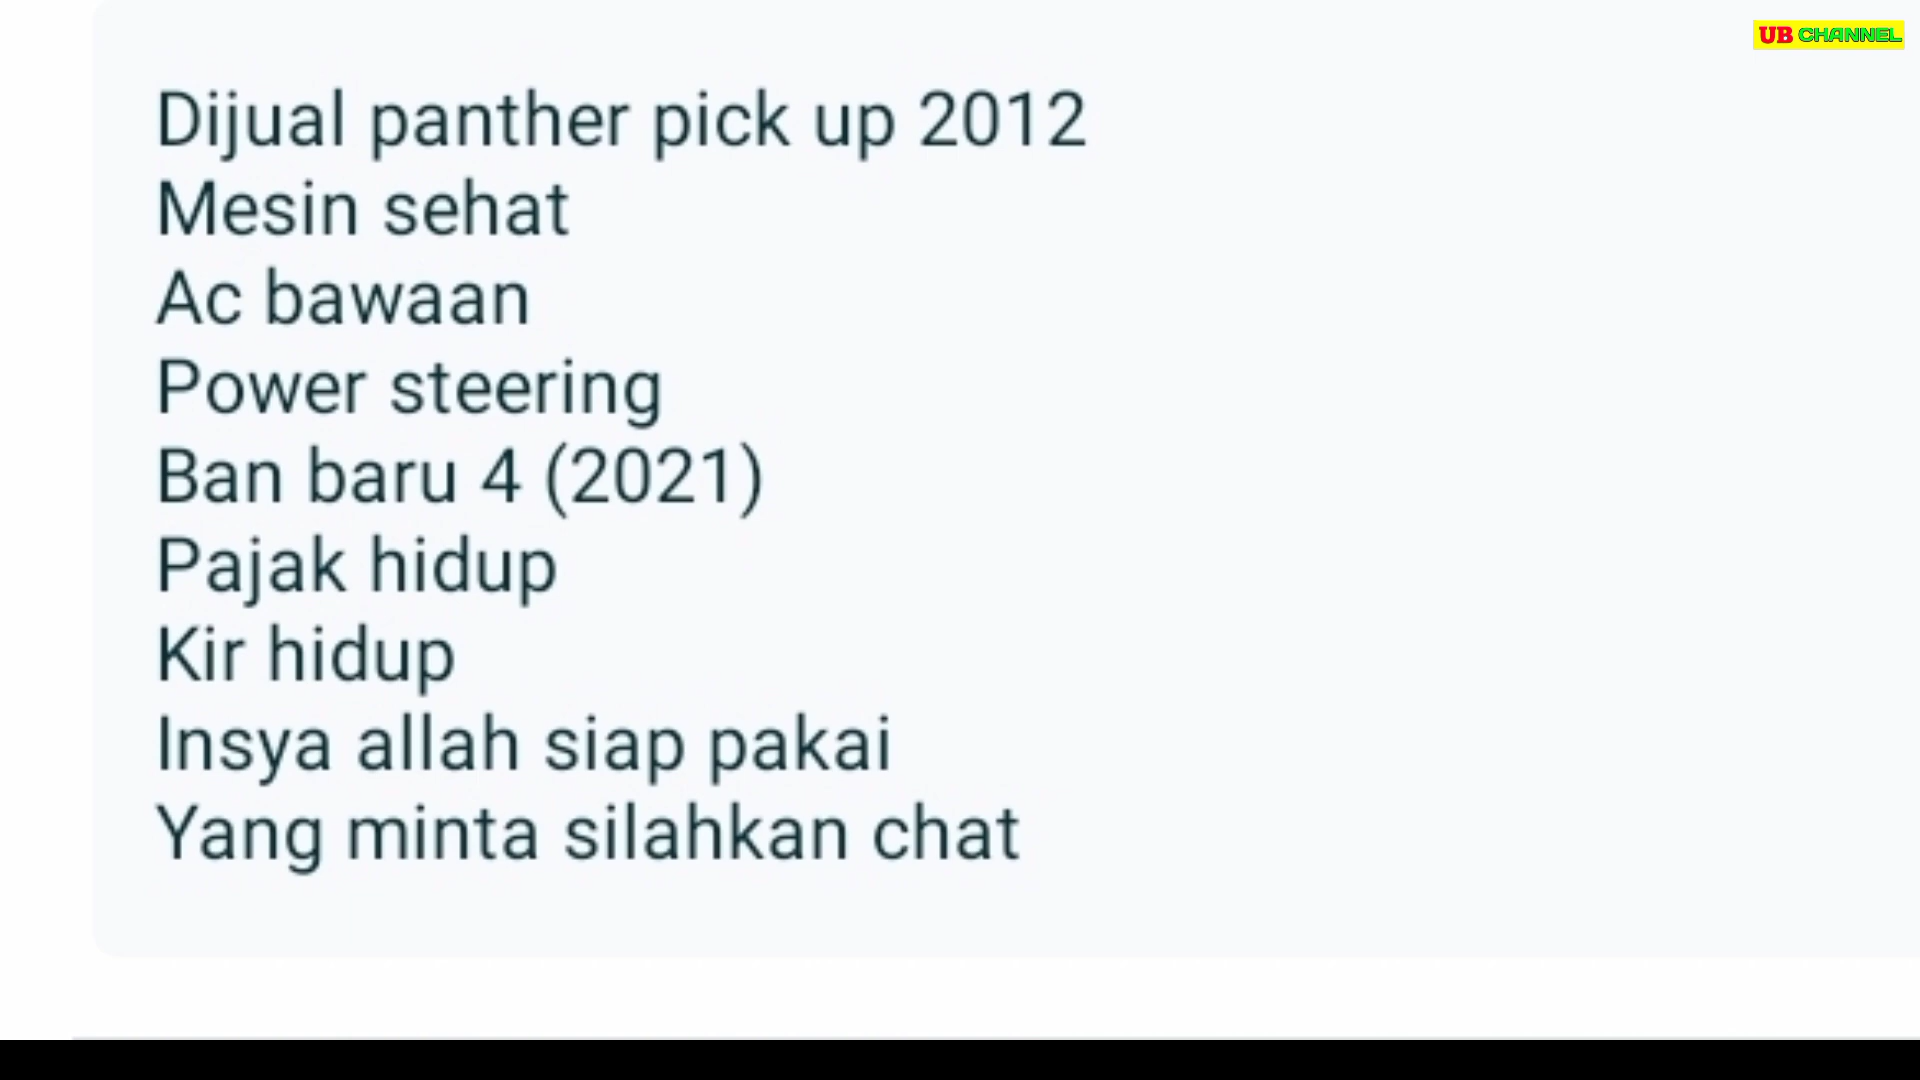 UB CHANNEL
Dijual panther pick up 2012
Mesin sehat
Ac bawaan
Power steering
Ban baru 4 (2021)
Pajak hidup
Kir hidup
Insya allah siap pakai
Yang minta silahkan chat